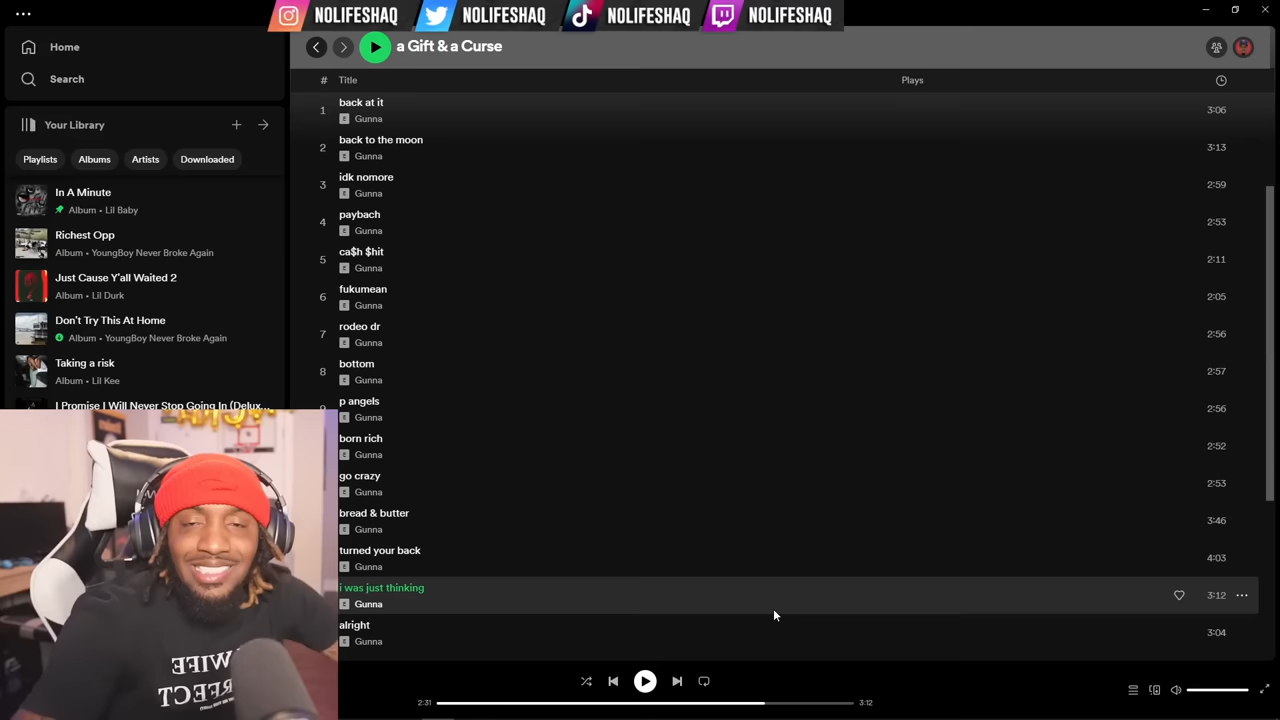 NOLIFESHAQ NOLIFESHAQ NOLIFESHAQ NOLIFESHAQ
Home
Search
Your Library
Playlists Albums Artists Downloaded
In A Minute
Album • Lil Baby
Richest Opp
Album • YoungBoy Never Broke Again
Just Cause Y'all Waited 2
Album • Lil Durk
Don't Try This At Home
Album • YoungBoy Never Broke Again
Taking a risk
Album • Lil Kee
I Promise I Will Never Stop Going In (Delux...
a Gift & a Curse
# Title Plays
1 back at it 3:06
E Gunna
2 back to the moon 3:13
E Gunna
3 idk nomore 2:59
E Gunna
4 paybach 2:53
E Gunna
5 ca$h $hit 2:11
E Gunna
6 fukumean 2:05
E Gunna
7 rodeo dr 2:56
E Gunna
8 bottom 2:57
E Gunna
p angels 2:56
E Gunna
born rich 2:52
E Gunna
go crazy 2:53
E Gunna
bread & butter 3:46
E Gunna
turned your back 4:03
E Gunna
i was just thinking 3:12
E Gunna
alright 3:04
E Gunna
2:31 3:12